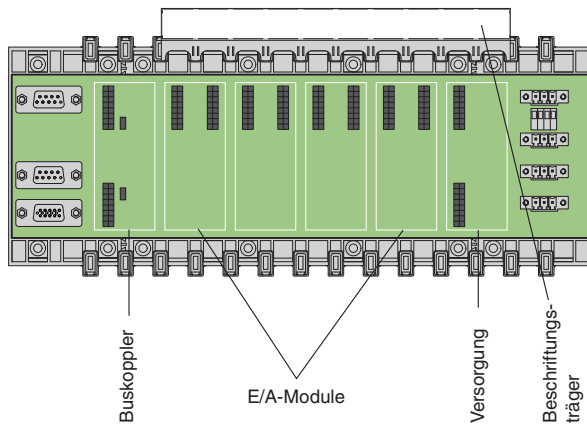 Buskoppler
E/A-Module
Versorgung
Beschriftungs-
träger